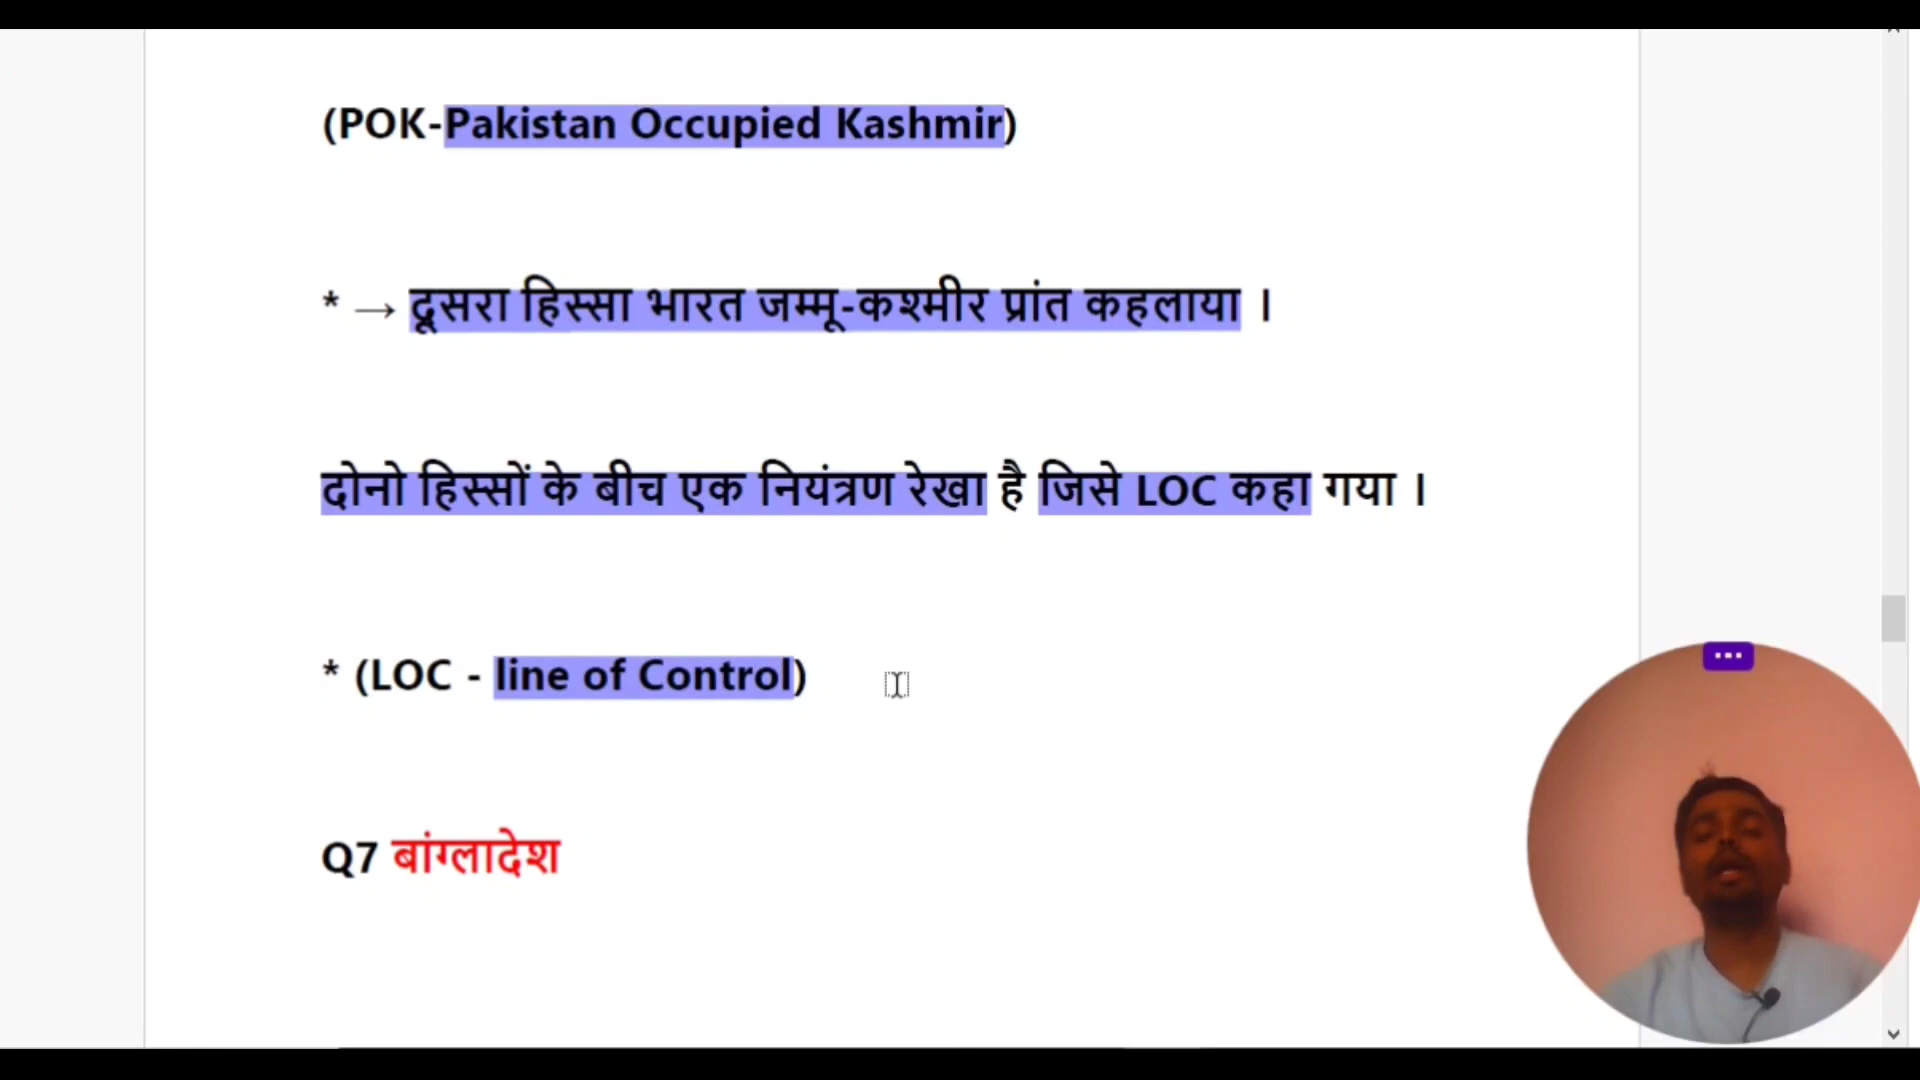 (POK-Pakistan Occupied Kashmir)
* → दूसरा हिस्सा भारत जम्मू-कश्मीर प्रांत कहलाया ।
दोनो हिस्सों के बीच एक नियंत्रण रेखा है जिसे LOC कहा गया ।
* (LOC - line of Control)
Q7 बांग्लादेश